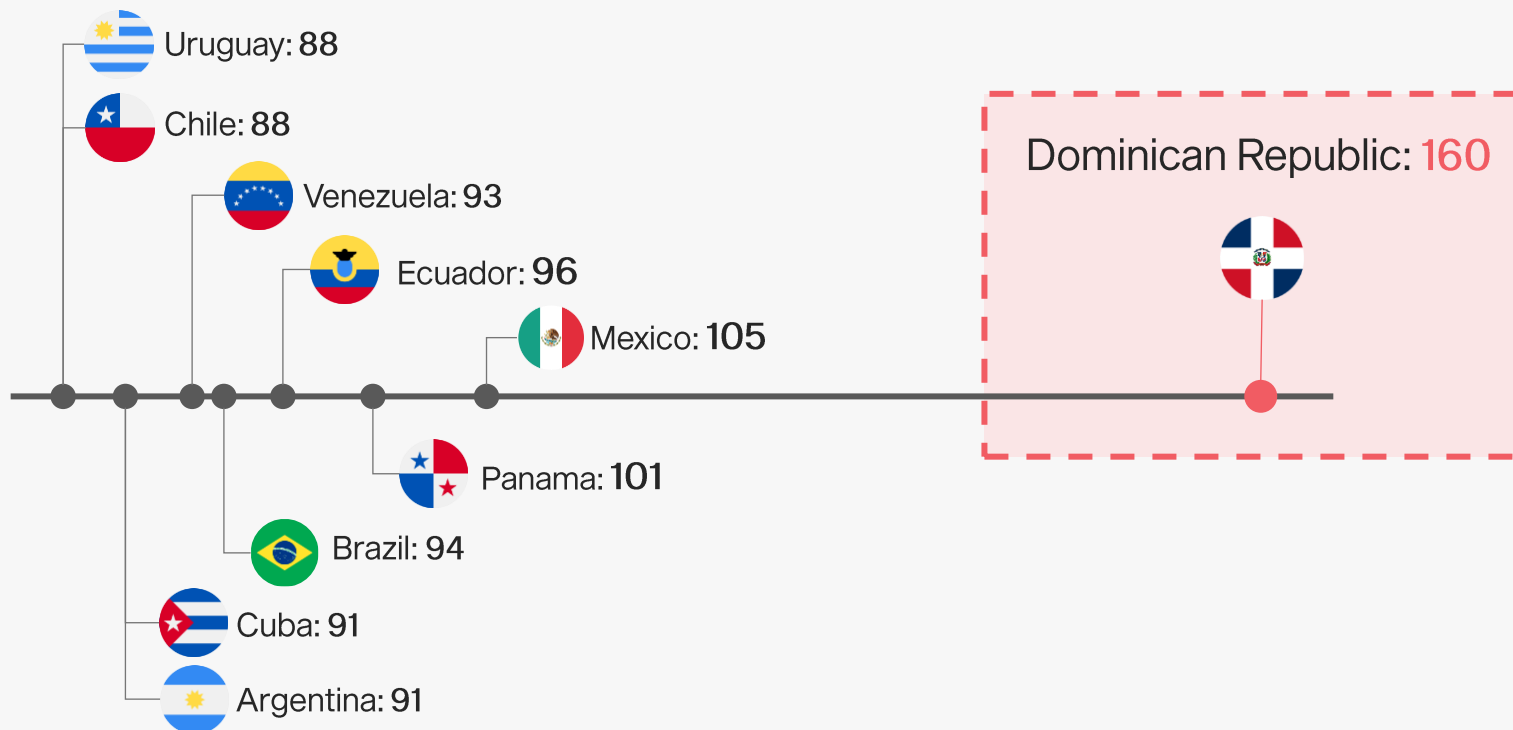 Uruguay: 88
Chile: 88
Dominican Republic: 160
Venezuela: 93
Ecuador: 96
Mexico: 105
Panama: 101
Brazil: 94
Cuba: 91
Argentina: 91